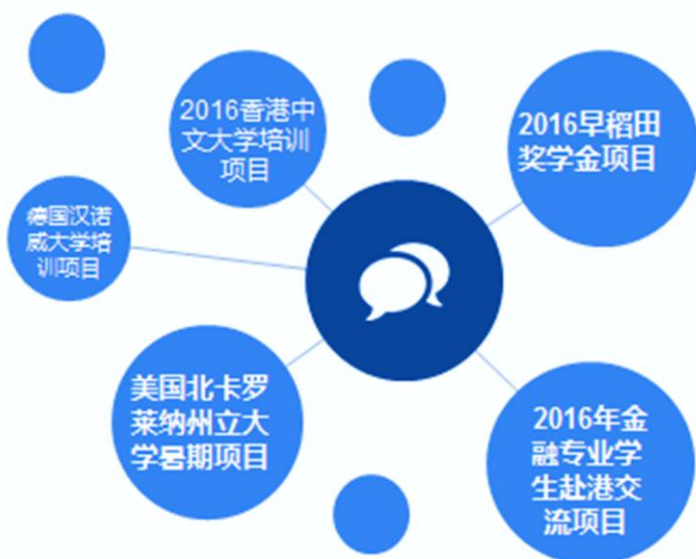 2016香港中
文大学培训
项目
2016早稻田
奖学金项目
德国汉诺
威大学培
训项目
美国北卡罗
莱纳州立大
学暑期项目
2016年金
融专业学
生赴港交
流项目